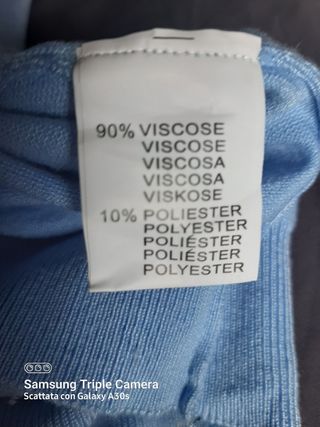 90% VISCOSE
VISCOSE
VISCOSA
VISCOSA
VISKOSE
10% POLIESTER
POLYESTER
POLIÉSTER
POLIÉSTER
POLYESTER
Samsung Triple Camera
Scattata con Galaxy A30s